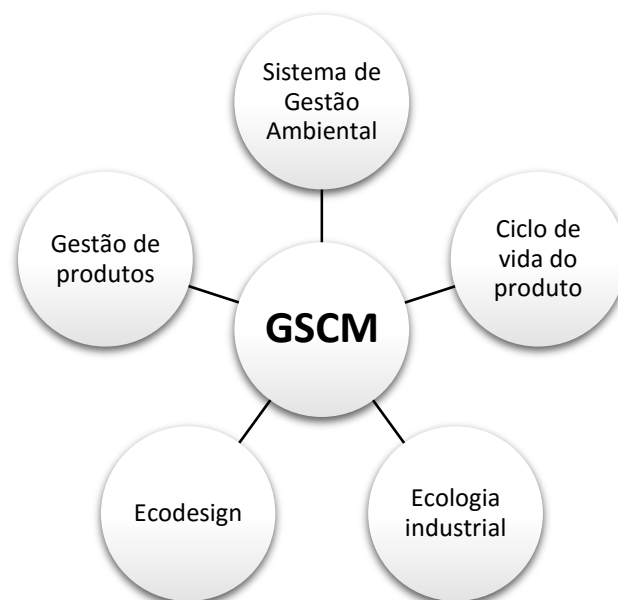 Sistema de
Gestão
Ambiental
Gestão de
produtos
Ciclo de
vida do
produto
GSCM
Ecodesign
Ecologia
industrial